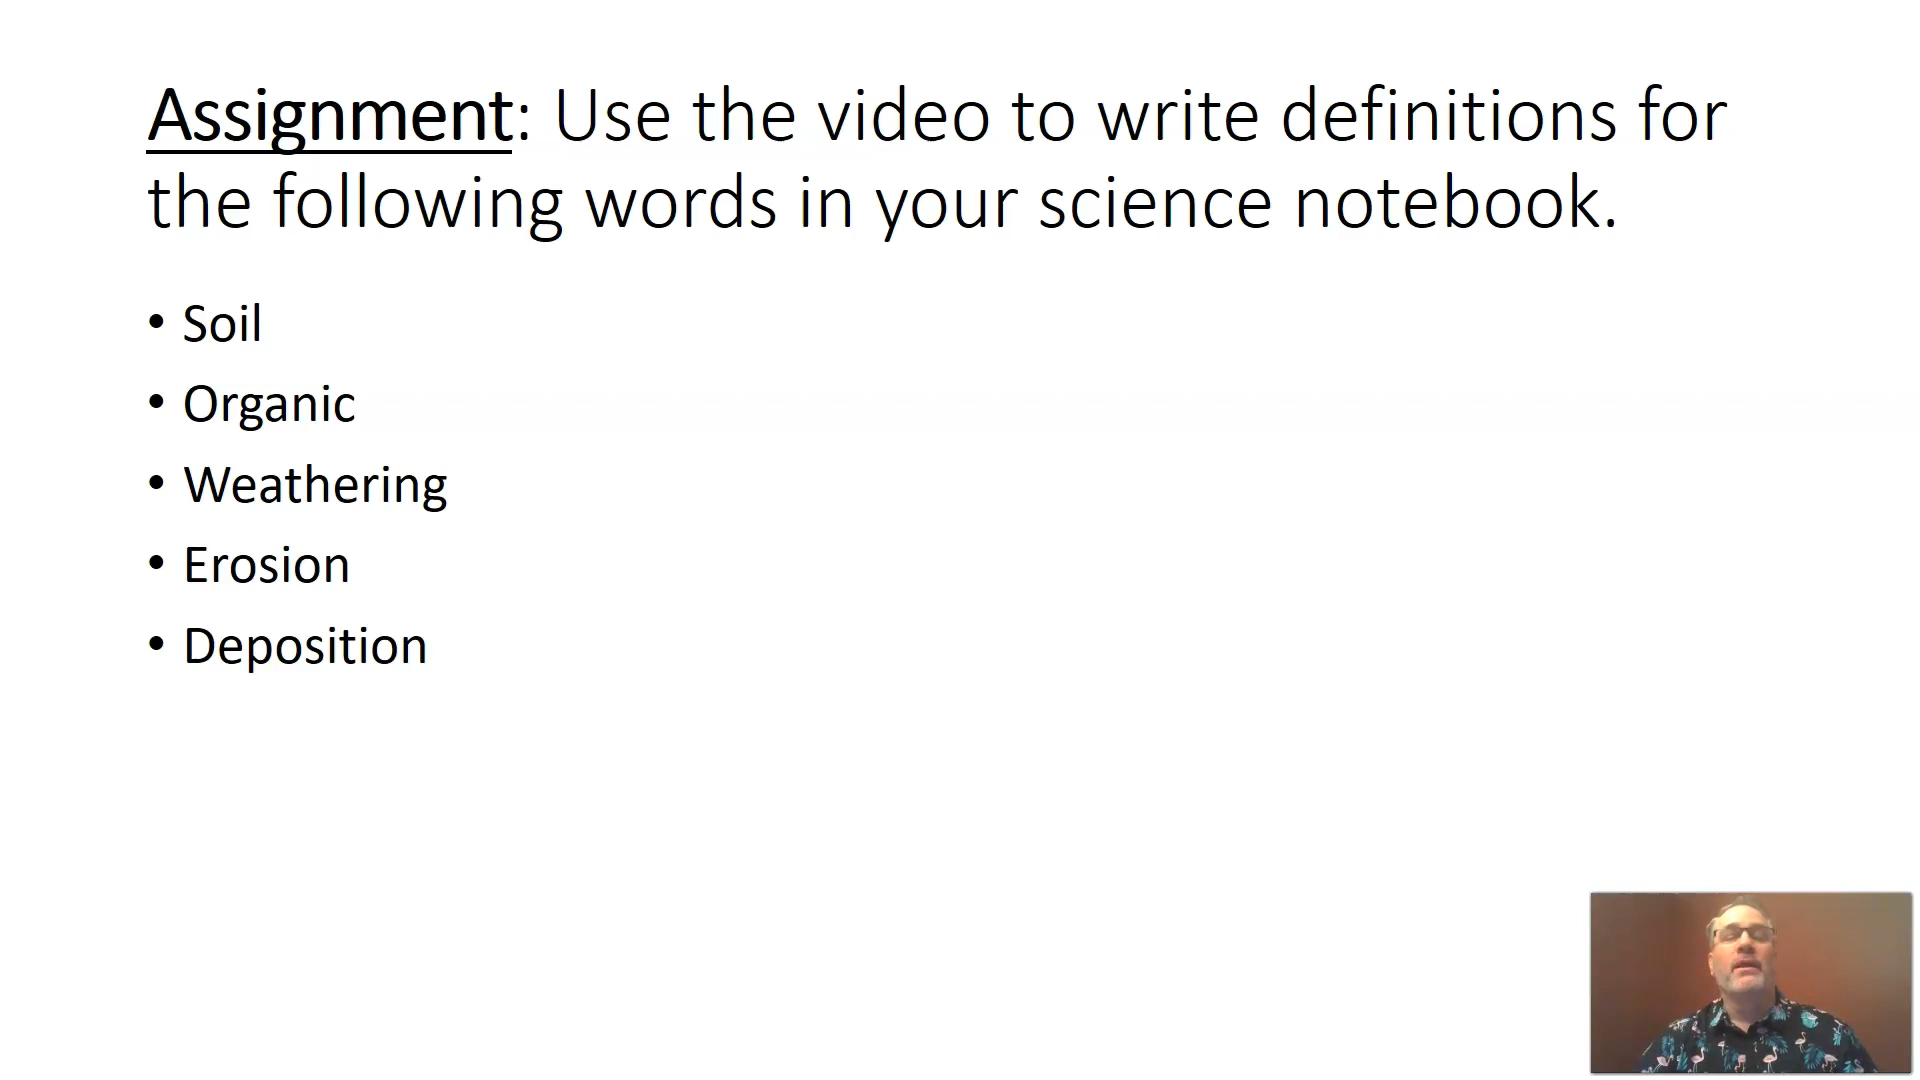 Assignment: Use the video to write definitions for
the following words in your science notebook.
• Soil
• Organic
• Weathering
• Erosion
• Deposition